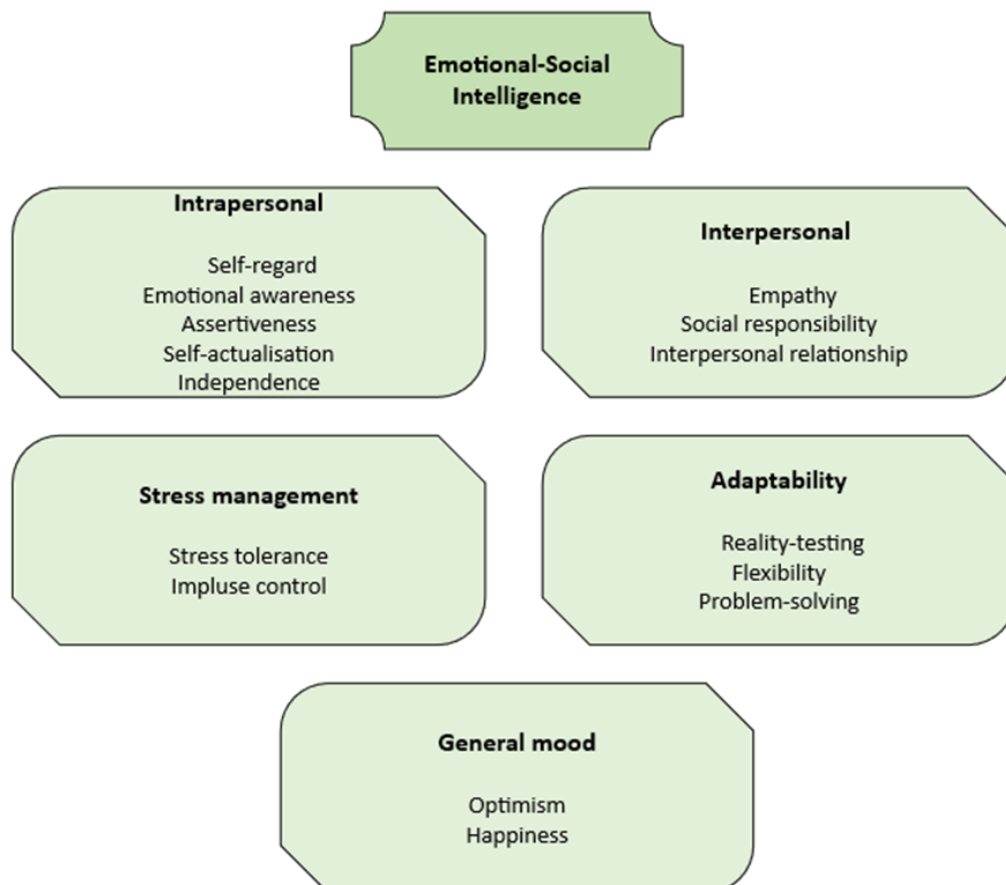 Emotional-Social
Intelligence
Intrapersonal
Self-regard
Emotional awareness
Assertiveness
Self-actualisation
Independence
Interpersonal
Empathy
Social responsibility
Interpersonal relationship
Stress management
Stress tolerance
Impluse control
Adaptability
Reality-testing
Flexibility
Problem-solving
General mood
Optimism
Happiness